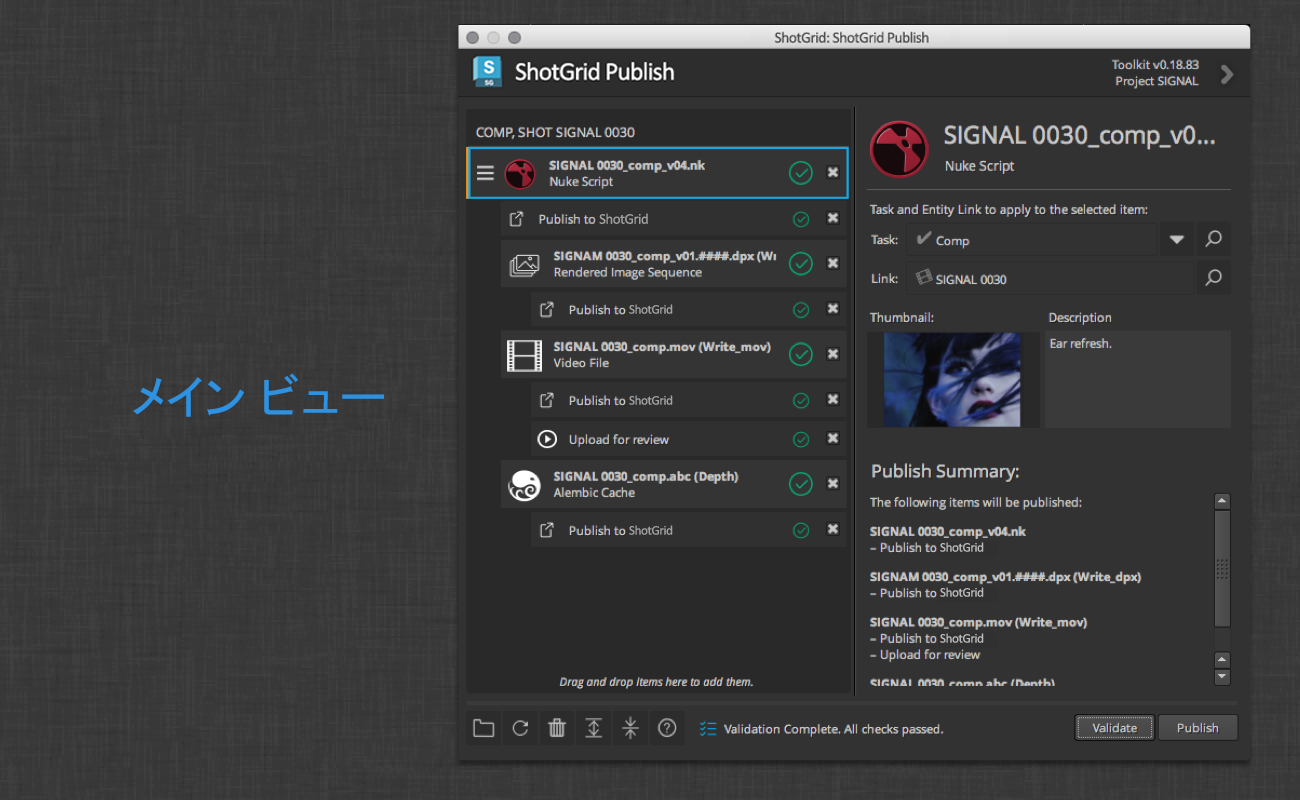 メイン ビュー
ShotGrid: ShotGrid Publish
S
SG
ShotGrid Publish
Toolkit v0.18.83
Project SIGNAL
COMP, SHOT SIGNAL 0030
SIGNAL 0030_comp_v04.nk
Nuke Script
Publish to ShotGrid
SIGNAM 0030_comp_v01.####.dpx (Wr
Rendered Image Sequence
Publish to ShotGrid
SIGNAL 0030_comp.mov (Write_mov)
Video File
Publish to ShotGrid
Upload for review
SIGNAL 0030_comp.abc (Depth)
Alembic Cache
Publish to ShotGrid
Drag and drop items here to add them.
SIGNAL 0030_comp_v0...
Nuke Script
Task and Entity Link to apply to the selected item:
Task: Comp
Link: SIGNAL 0030
Thumbnail: Description
Ear refresh.
Publish Summary:
The following items will be published:
SIGNAL 0030_comp_v04.nk
– Publish to ShotGrid
SIGNAM 0030_comp_v01.####.dpx (Write_dpx)
– Publish to ShotGrid
SIGNAL 0030_comp.mov (Write_mov)
– Publish to ShotGrid
– Upload for review
SIGNAL 0030_comp.abc (Depth)
Validation Complete. All checks passed.
Validate Publish